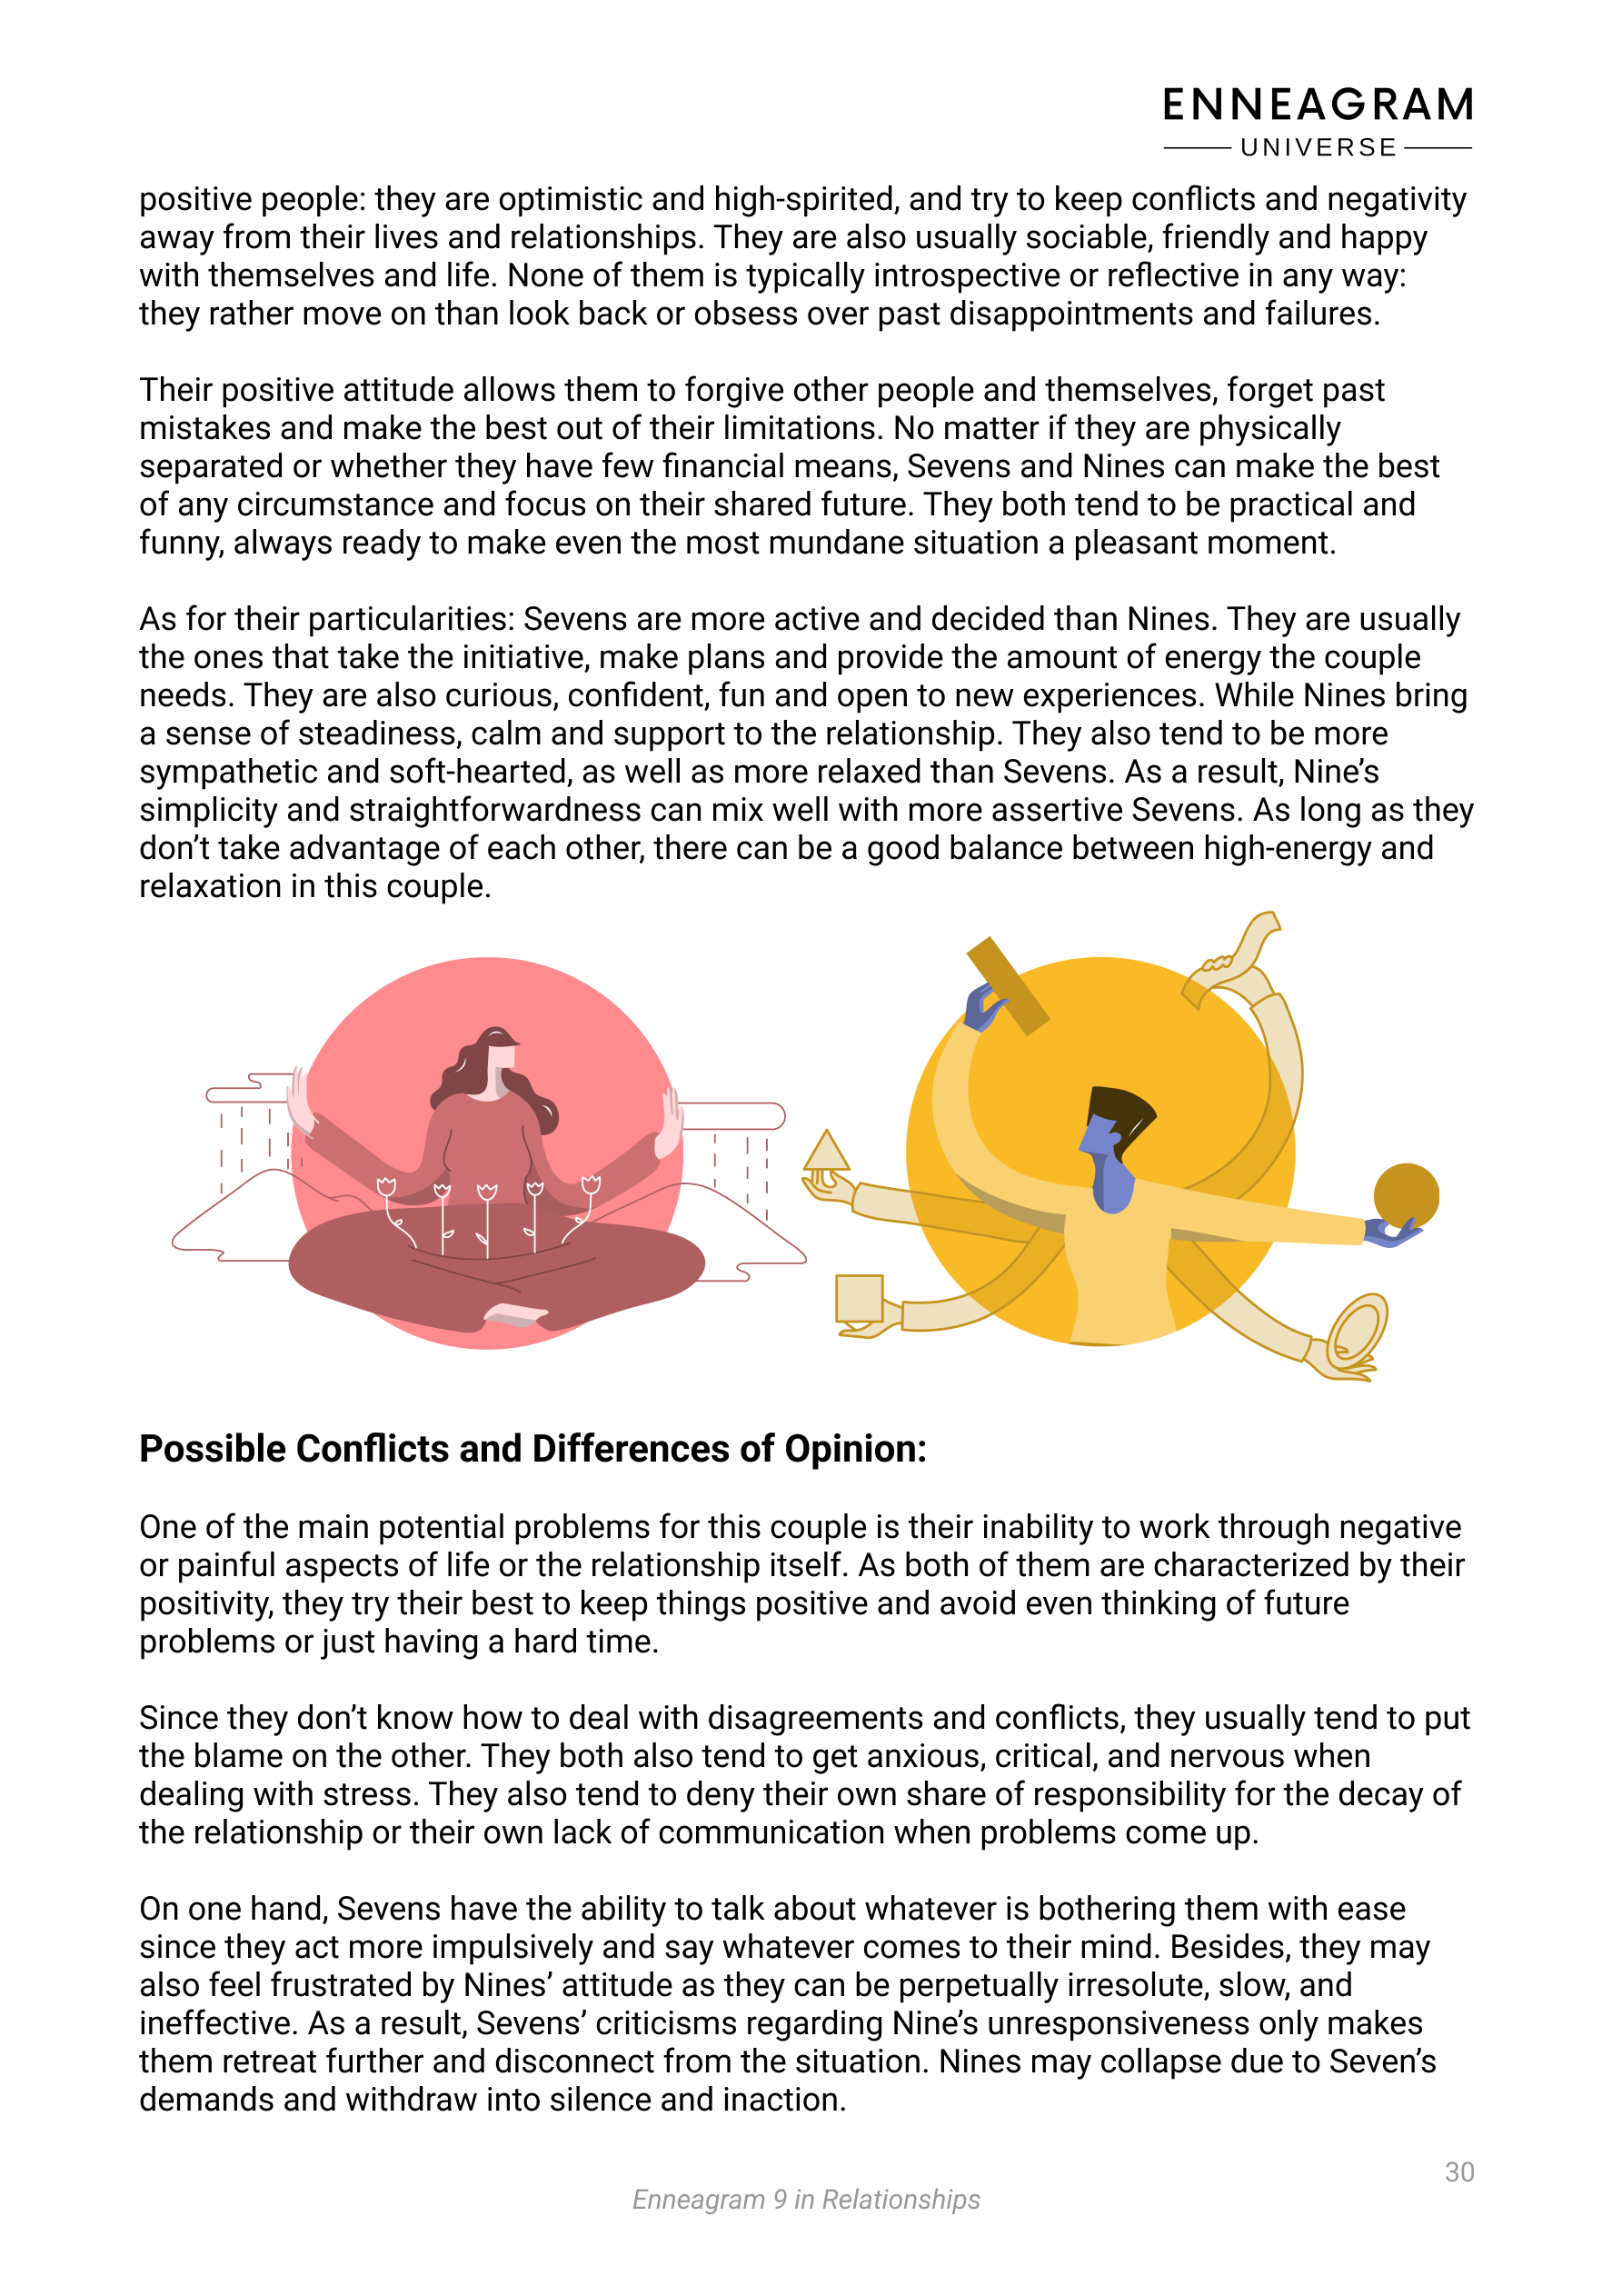 ENNEAGRAM
UNIVERSE
positive people: they are optimistic and high-spirited, and try to keep conflicts and negativity
away from their lives and relationships. They are also usually sociable, friendly and happy
with themselves and life. None of them is typically introspective or reflective in any way:
they rather move on than look back or obsess over past disappointments and failures.
Their positive attitude allows them to forgive other people and themselves, forget past
mistakes and make the best out of their limitations. No matter if they are physically
separated or whether they have few financial means, Sevens and Nines can make the best
of any circumstance and focus on their shared future. They both tend to be practical and
funny, always ready to make even the most mundane situation a pleasant moment.
As for their particularities: Sevens are more active and decided than Nines. They are usually
the ones that take the initiative, make plans and provide the amount of energy the couple
needs. They are also curious, confident, fun and open to new experiences. While Nines bring
a sense of steadiness, calm and support to the relationship. They also tend to be more
sympathetic and soft-hearted, as well as more relaxed than Sevens. As a result, Nine’s
simplicity and straightforwardness can mix well with more assertive Sevens. As long as they
don’t take advantage of each other, there can be a good balance between high-energy and
relaxation in this couple.
Possible Conflicts and Differences of Opinion:
One of the main potential problems for this couple is their inability to work through negative
or painful aspects of life or the relationship itself. As both of them are characterized by their
positivity, they try their best to keep things positive and avoid even thinking of future
problems or just having a hard time.
Since they don’t know how to deal with disagreements and conflicts, they usually tend to put
the blame on the other. They both also tend to get anxious, critical, and nervous when
dealing with stress. They also tend to deny their own share of responsibility for the decay of
the relationship or their own lack of communication when problems come up.
On one hand, Sevens have the ability to talk about whatever is bothering them with ease
since they act more impulsively and say whatever comes to their mind. Besides, they may
also feel frustrated by Nines’ attitude as they can be perpetually irresolute, slow, and
ineffective. As a result, Sevens’ criticisms regarding Nine’s unresponsiveness only makes
them retreat further and disconnect from the situation. Nines may collapse due to Seven’s
demands and withdraw into silence and inaction.
30
Enneagram 9 in Relationships